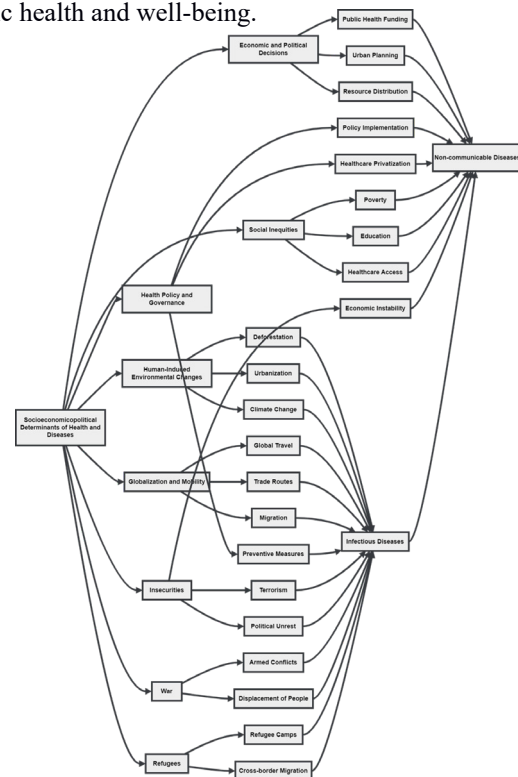 ic health and well-being.
Public Health Funding
Economic and Political
Decisions
Urban Planning
Resource Distribution
Policy Implementation
Non-communicable Diseases
Healthcare Privatization
Poverty
Social Inequities
Education
Healthcare Access
Health Policy and
Governance
Economic Instability
Deforestation
Human-Induced
Environmental Changes
Urbanization
Climate Change
Socioeconomicopolitical
Determinants of Health and
Diseases
Global Travel
Globalization and Mobility
Trade Routes
Migration
Infectious Diseases
Preventive Measures
Insecurities
Terrorism
Political Unrest
Armed Conflicts
War
Displacement of People
Refugee Camps
Refugees
Cross-border Migration